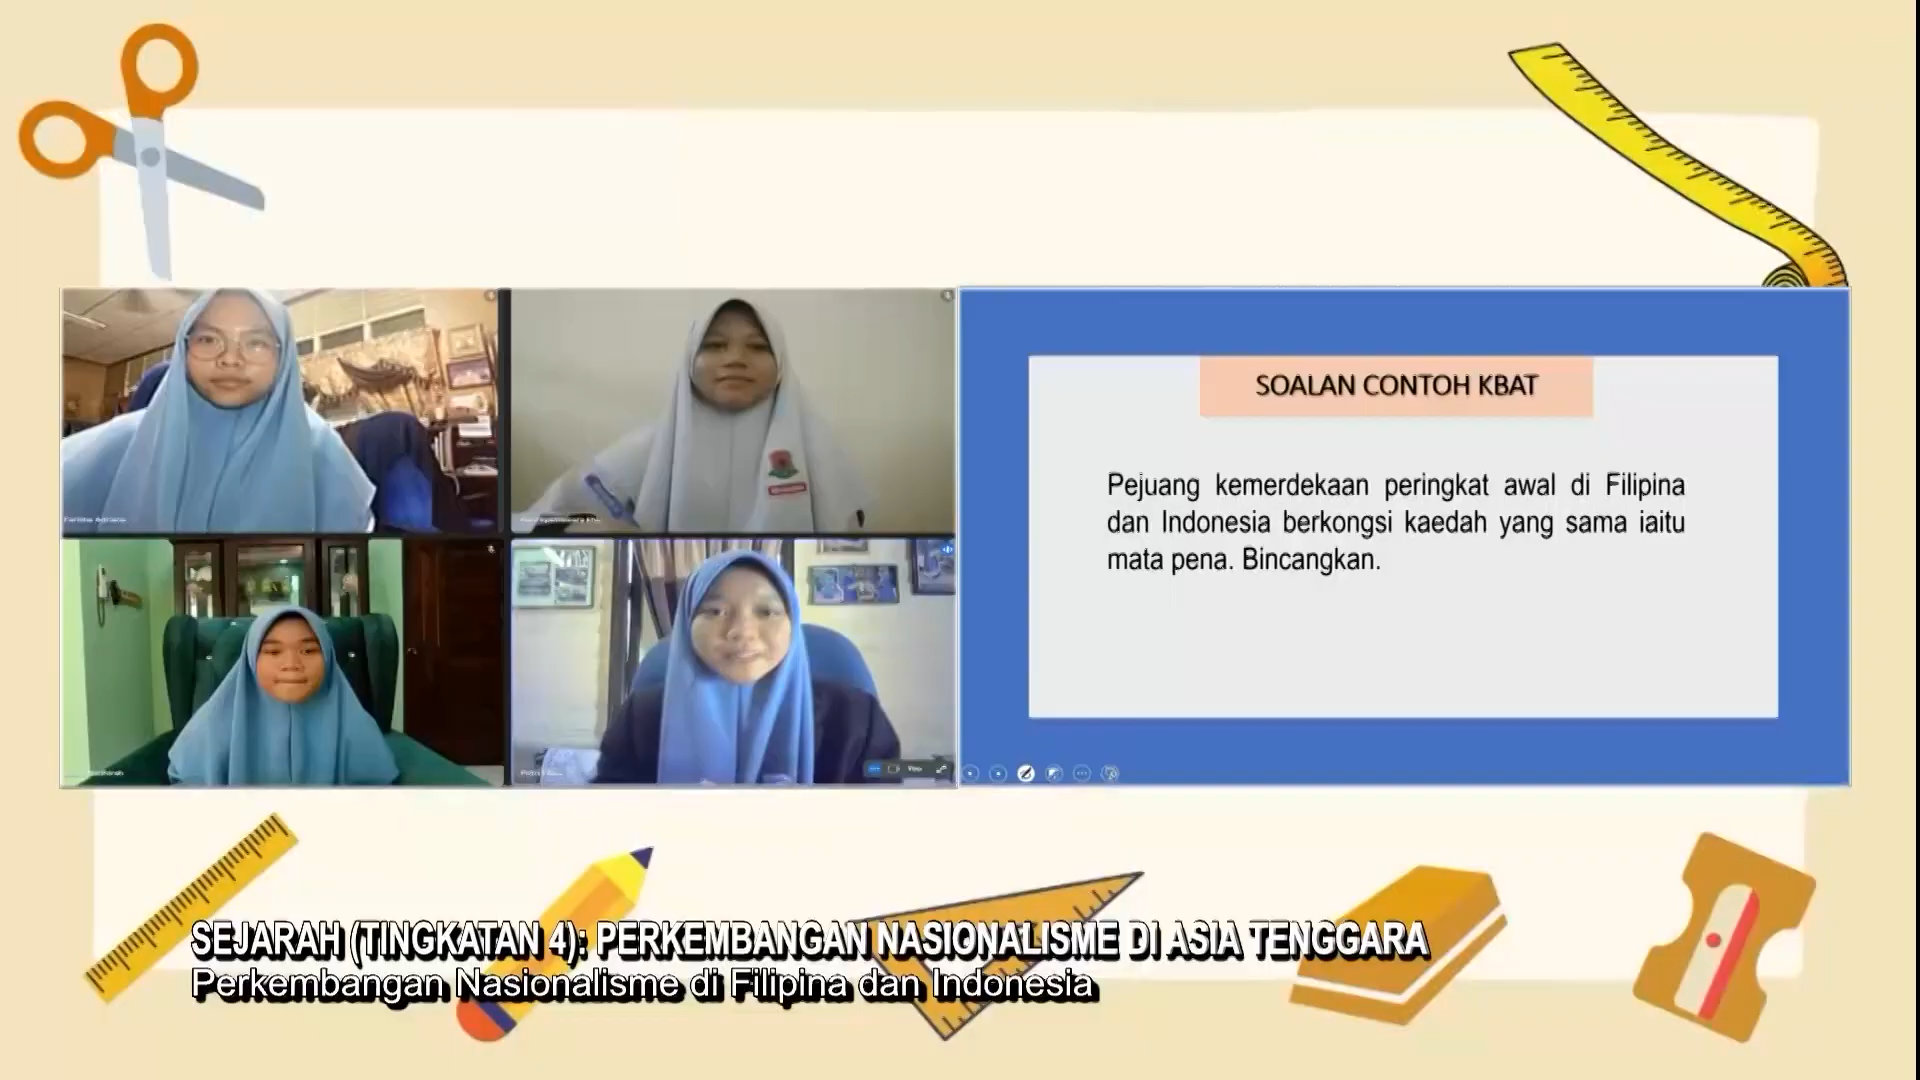 SOALAN CONTOH KBAT
Pejuang kemerdekaan peringkat awal di Filipina
dan Indonesia berkongsi kaedah yang sama iaitu
mata pena. Bincangkan.
View
SEJARAH (TINGKATAN 4): PERKEMBANGAN NASIONALISME DI ASIA TENGGARA
Perkembangan Nasionalisme di Filipina dan Indonesia